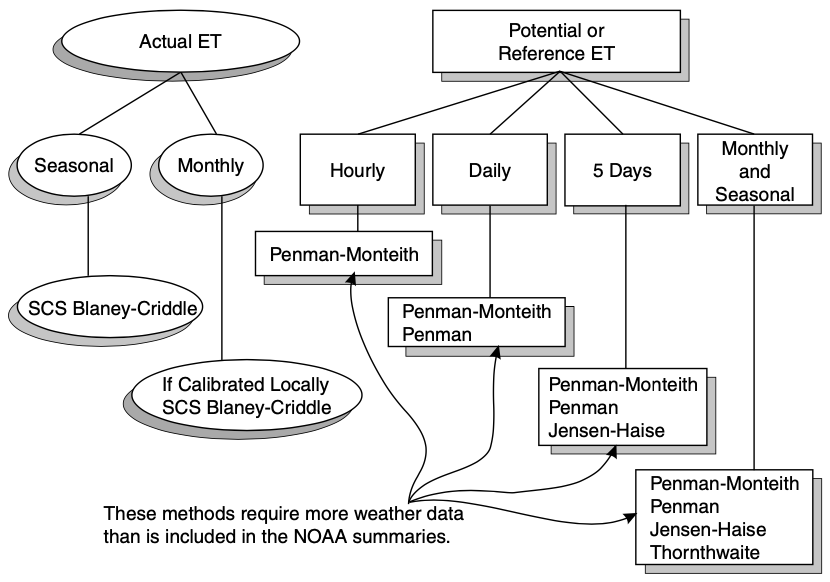 Actual ET
Potential or
Reference ET
Seasonal
Monthly
Hourly
Daily
5 Days
Monthly
and
Seasonal
Penman-Monteith
SCS Blaney-Criddle
Penman-Monteith
Penman
If Calibrated Locally
SCS Blaney-Criddle
Penman-Monteith
Penman
Jensen-Haise
Penman-Monteith
Penman
Jensen-Haise
Thornthwaite
These methods require more weather data
than is included in the NOAA summaries.